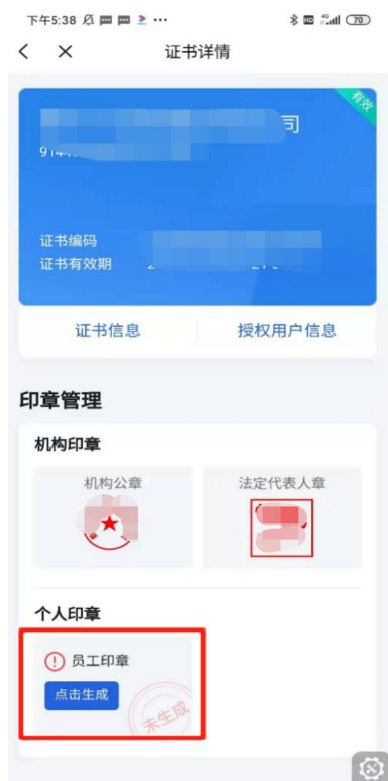 下午5:38
HD 4G 70
证书详情
有效
司
914
证书编码
证书有效期
证书信息 授权用户信息
印章管理
机构印章
机构公章 法定代表人章
个人印章
员工印章
点击生成
未生成